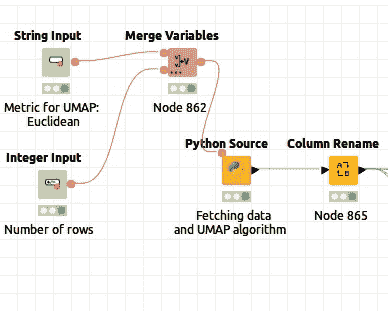 String Input
Merge Variables
Metric for UMAP:
Euclidean
Node 862
Integer Input
Python Source
Column Rename
Number of rows
Fetching data
and UMAP algorithm
Node 865